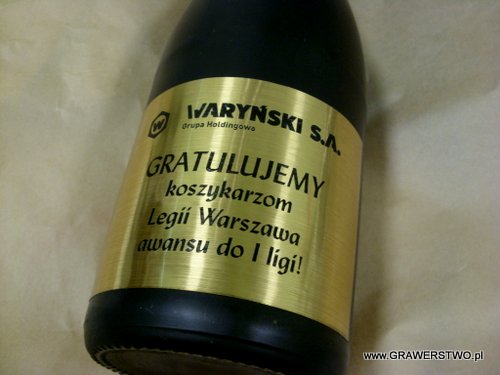 WARYŃSKI S.A.
Grupa Holdingowa
GRATULUJEMY
koszykarzom
Legii Warszawa
awansu do I ligi!
www.GRAWERSTWO.pl